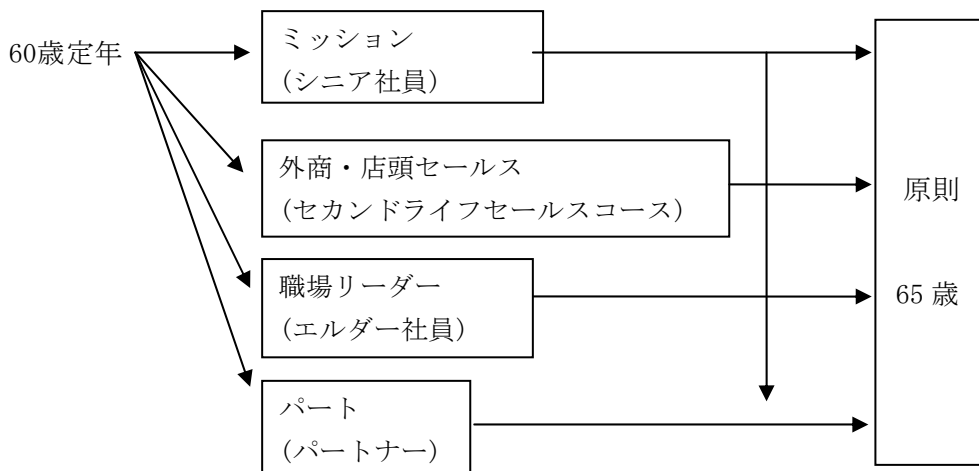 60歳定年
ミッション
(シニア社員)
外商・店頭セールス
(セカンドライフセールスコース)
職場リーダー
(エルダー社員)
パート
(パートナー)
原則
65 歳